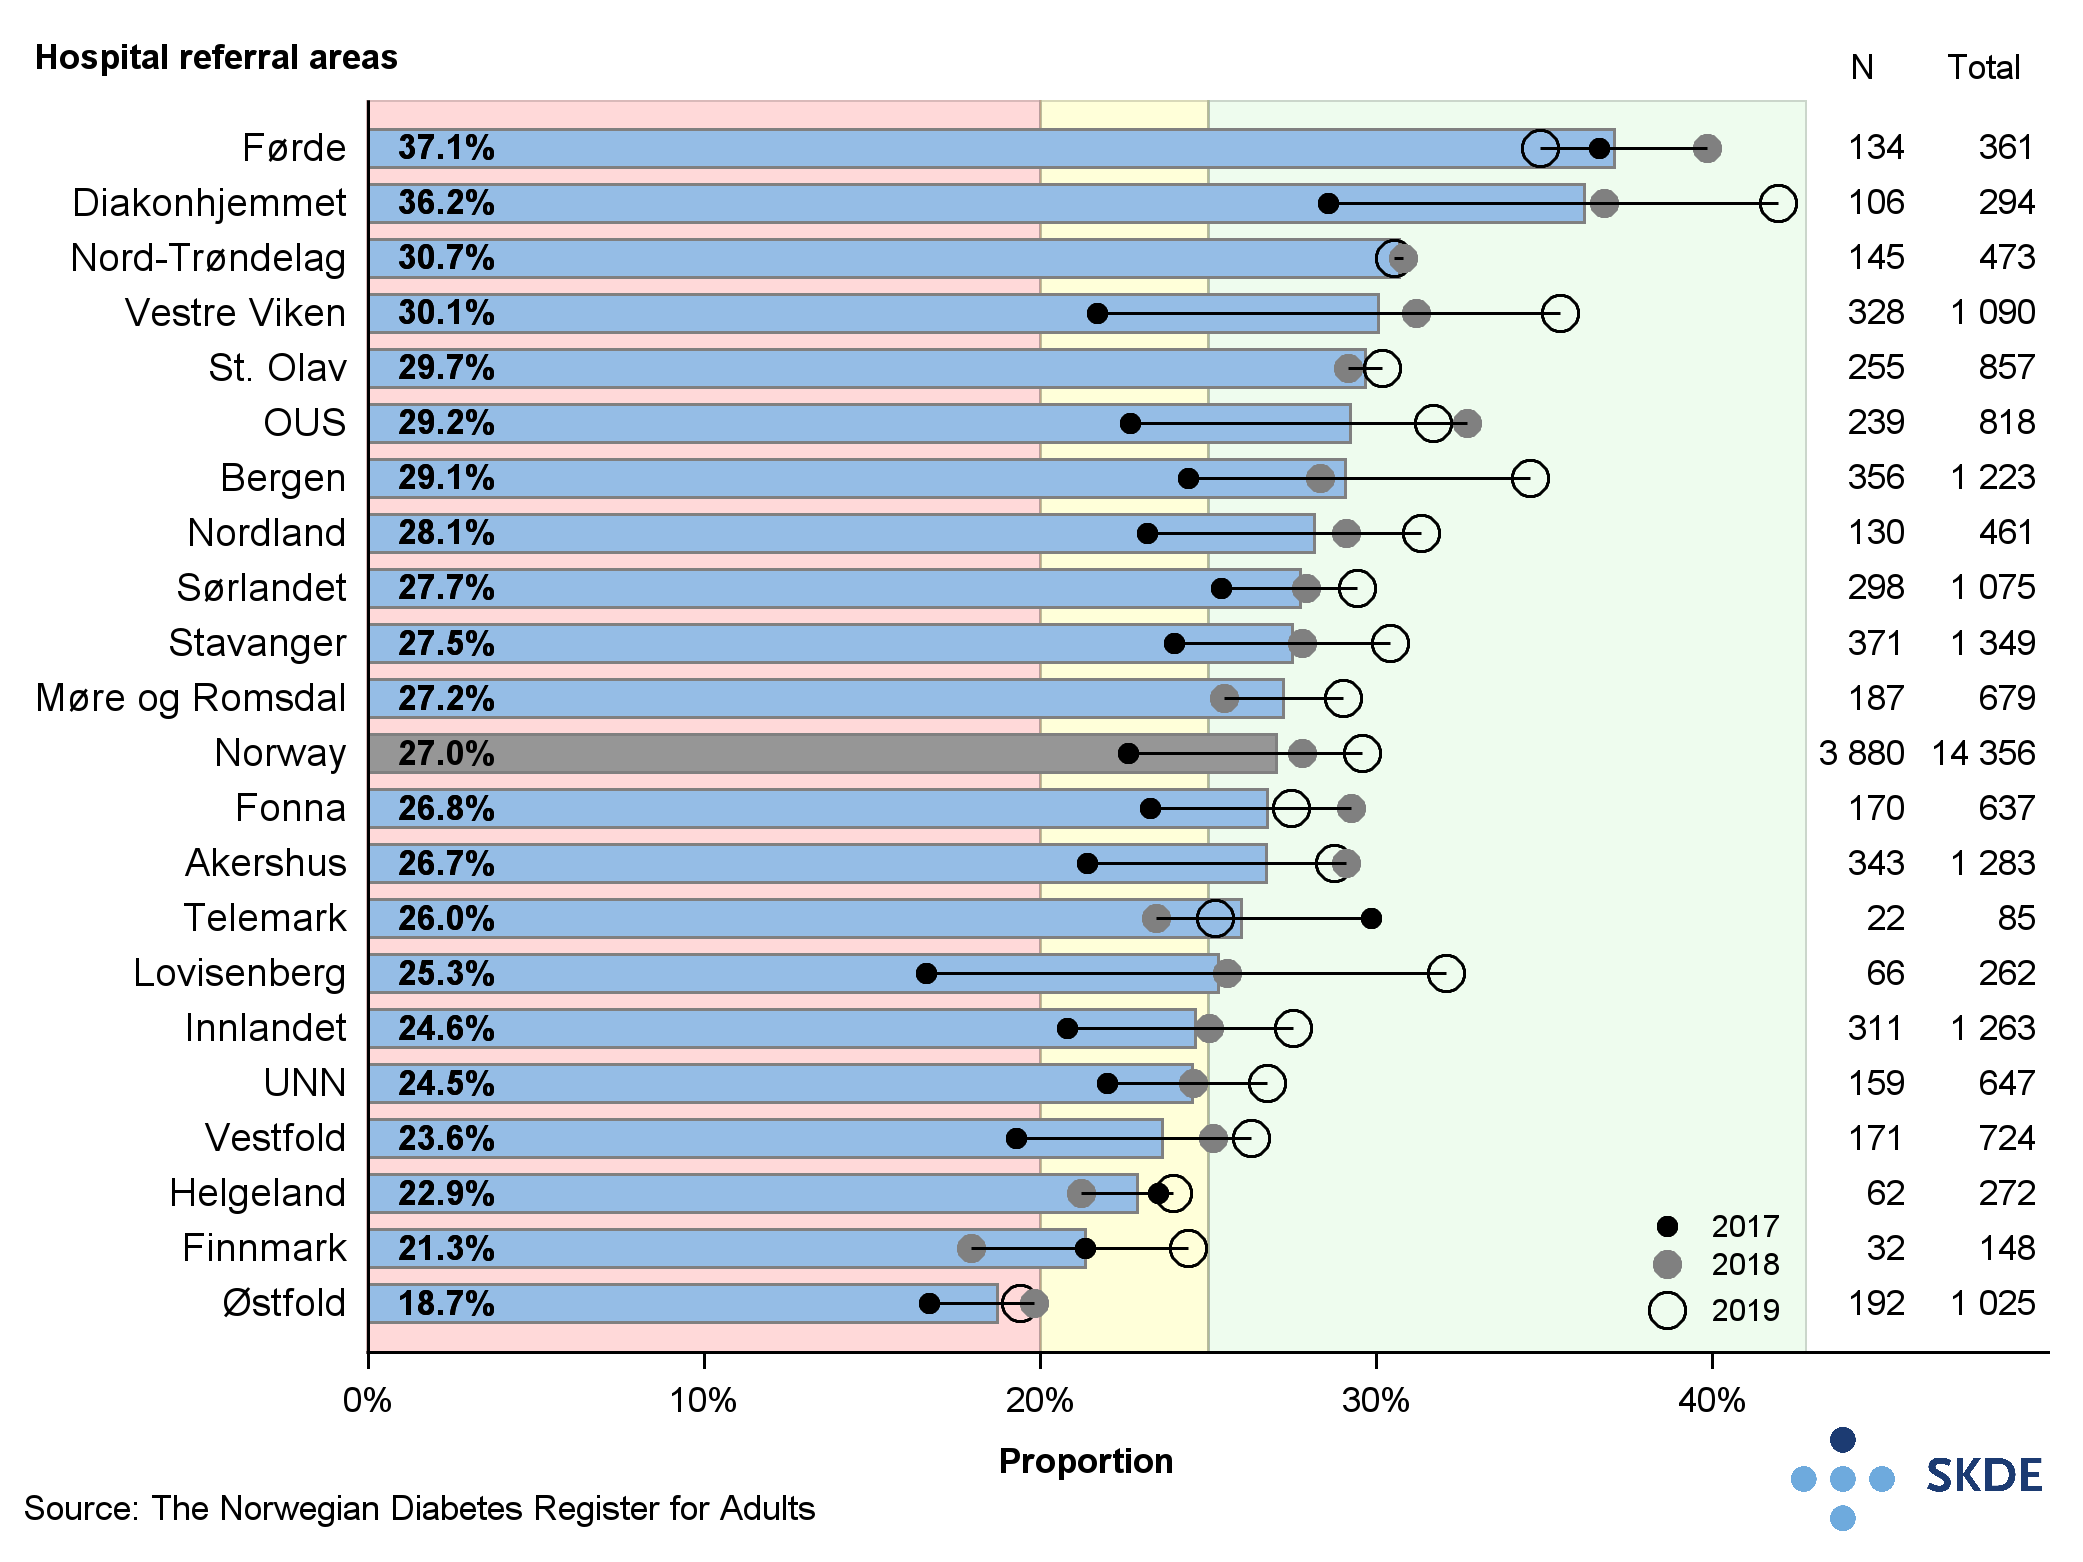 Hospital referral areas N Total
Førde 37.1% 134 361
Diakonhjemmet 36.2% 106 294
Nord-Trøndelag 30.7% 145 473
Vestre Viken 30.1% 328 1 090
St. Olav 29.7% 255 857
OUS 29.2% 239 818
Bergen 29.1% 356 1 223
Nordland 28.1% 130 461
Sørlandet 27.7% 298 1 075
Stavanger 27.5% 371 1 349
Møre og Romsdal 27.2% 187 679
Norway 27.0% 3 880 14 356
Fonna 26.8% 170 637
Akershus 26.7% 343 1 283
Telemark 26.0% 22 85
Lovisenberg 25.3% 66 262
Innlandet 24.6% 311 1 263
UNN 24.5% 159 647
Vestfold 23.6% 171 724
Helgeland 22.9% 62 272
Finnmark 21.3% 32 148
Østfold 18.7% 192 1 025
2017
2018
2019
0% 10% 20% 30% 40%
Proportion
SKDE
Source: The Norwegian Diabetes Register for Adults